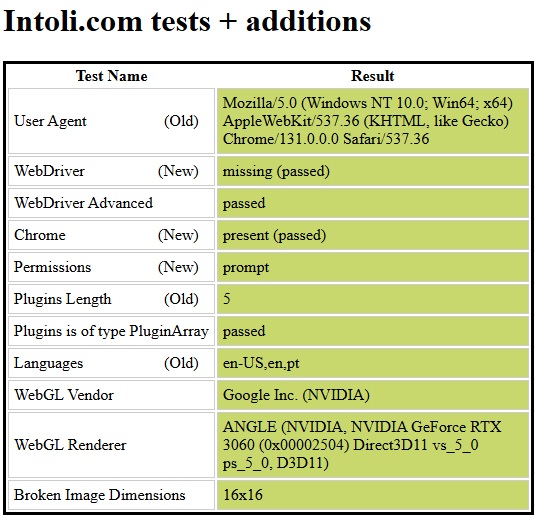 Intoli.com tests + additions
Test Name Result
User Agent (Old) Mozilla/5.0 (Windows NT 10.0; Win64; x64)
AppleWebKit/537.36 (KHTML, like Gecko)
Chrome/131.0.0.0 Safari/537.36
WebDriver (New) missing (passed)
WebDriver Advanced passed
Chrome (New) present (passed)
Permissions (New) prompt
Plugins Length (Old) 5
Plugins is of type PluginArray passed
Languages (Old) en-US,en,pt
WebGL Vendor Google Inc. (NVIDIA)
WebGL Renderer ANGLE (NVIDIA, NVIDIA GeForce RTX
3060 (0x00002504) Direct3D11 vs_5_0
ps_5_0, D3D11)
Broken Image Dimensions 16x16